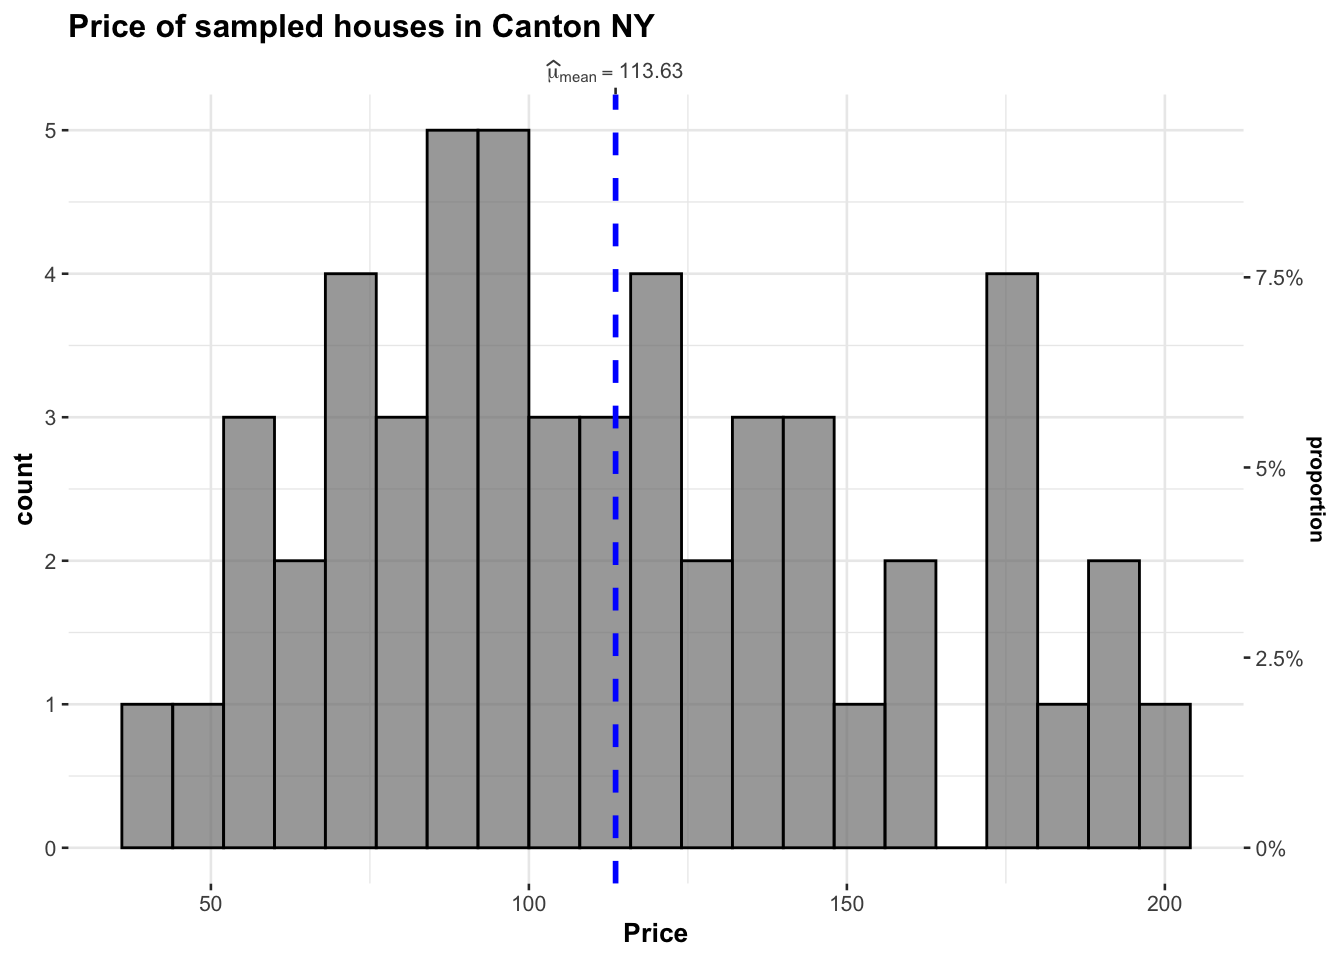 Price of sampled houses in Canton NY
μ̂mean = 113.63
5
4
3
2
1
0
count
7.5%
5%
2.5%
0%
proportion
50 100 150 200
Price